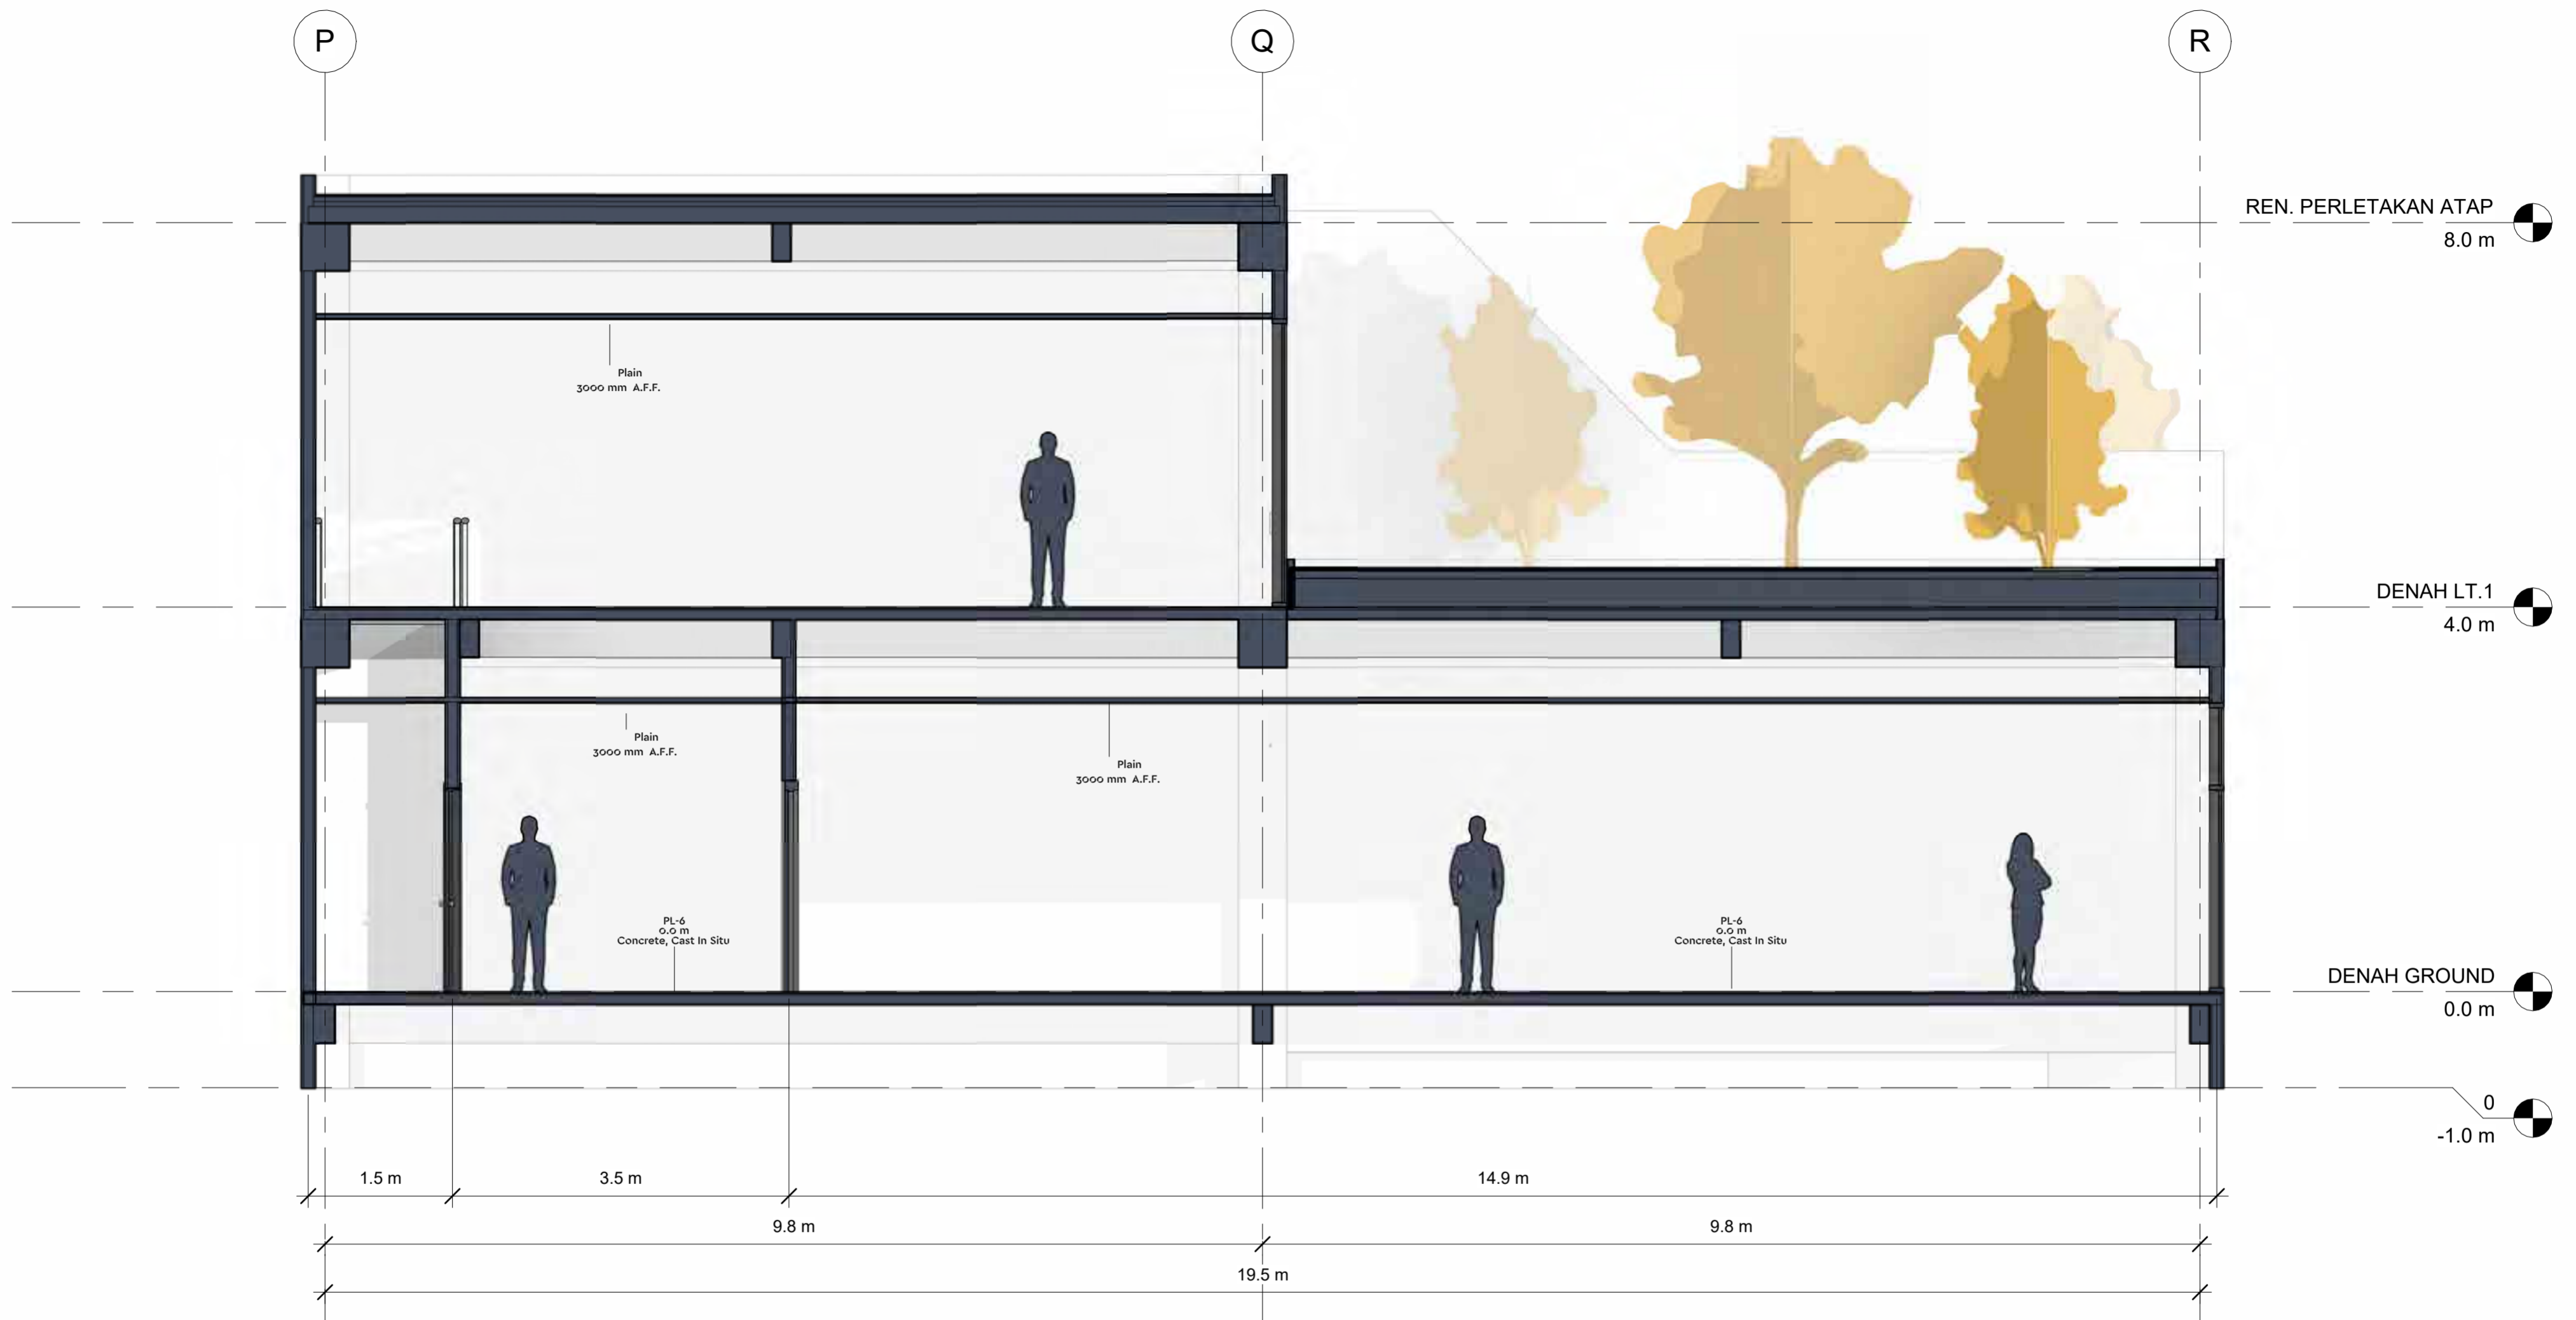 P
Q
R
REN. PERLETAKAN ATAP
8.0 m
Plain
3000 mm A.F.F.
DENAH LT.1
4.0 m
Plain
3000 mm A.F.F.
Plain
3000 mm A.F.F.
PL-6
0.0 m
Concrete, Cast In Situ
PL-6
0.0 m
Concrete, Cast In Situ
DENAH GROUND
0.0 m
0
-1.0 m
1.5 m
3.5 m
14.9 m
9.8 m
9.8 m
19.5 m